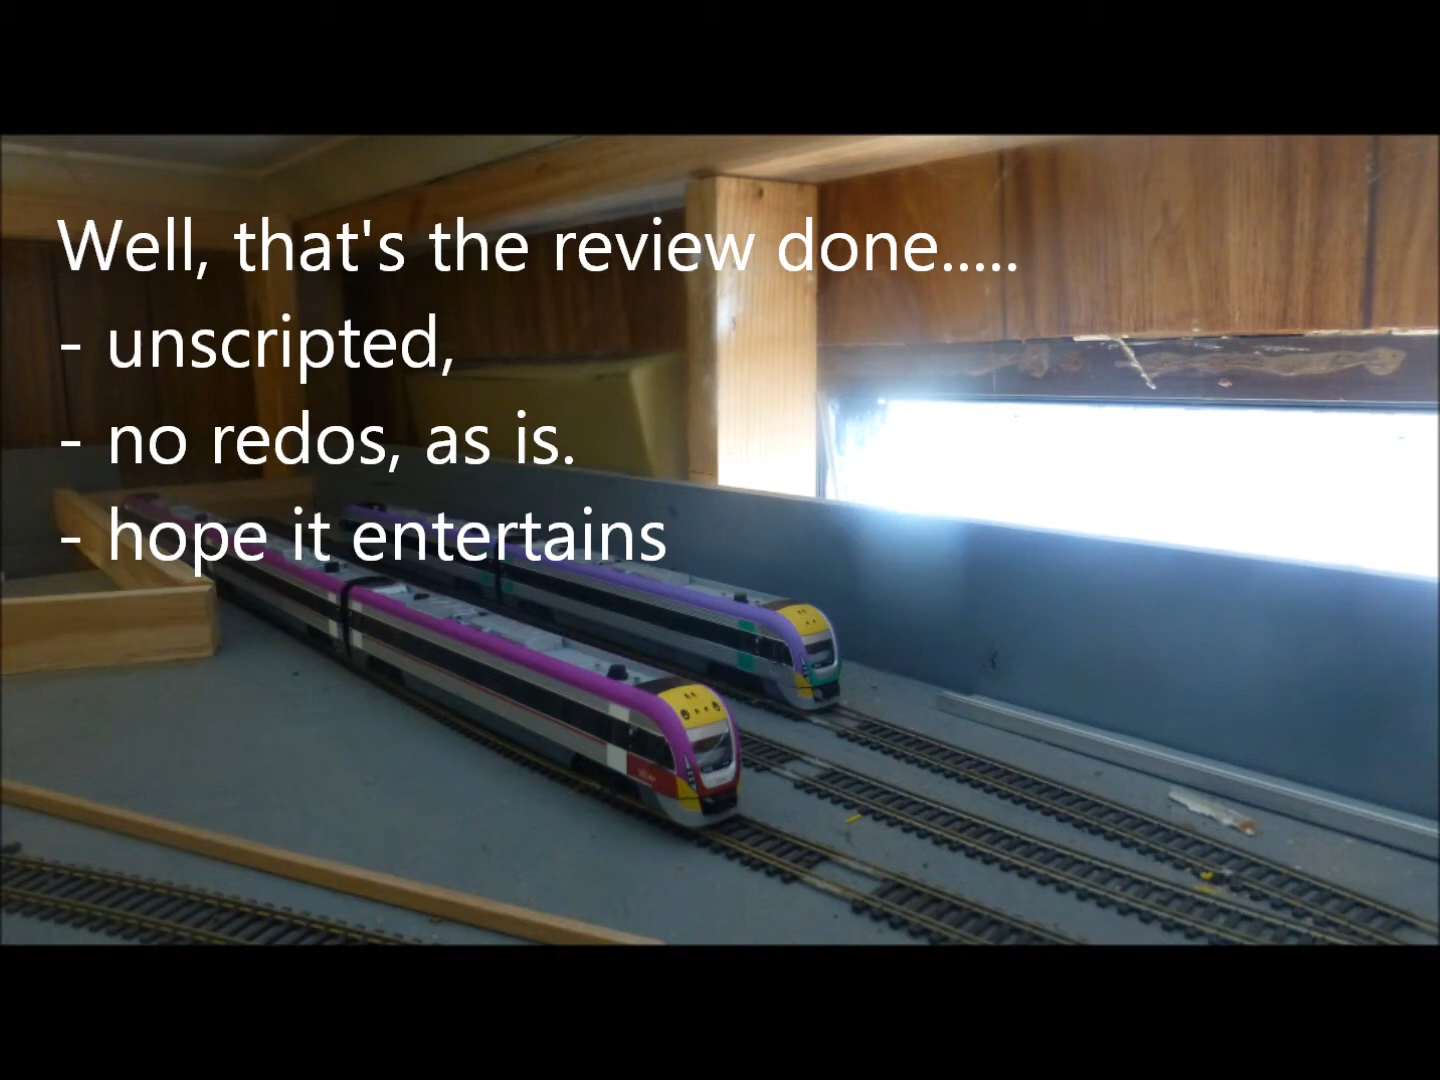 Well, that's the review done.....
- unscripted,
- no redos, as is.
- hope it entertains